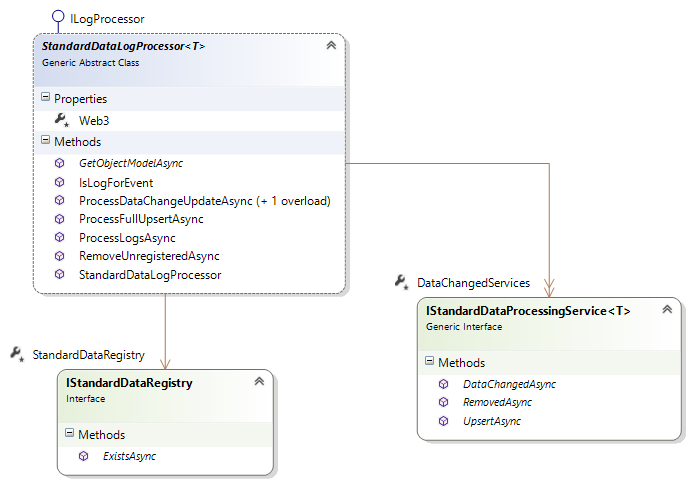 ILogProcessor
StandardDataLogProcessor<T>
Generic Abstract Class
Properties
Web3
Methods
GetObjectModelAsync
IsLogForEvent
ProcessDataChangeUpdateAsync (+ 1 overload)
ProcessFullUpsertAsync
ProcessLogsAsync
RemoveUnregisteredAsync
StandardDataLogProcessor
DataChangedServices
IStandardDataProcessingService<T>
Generic Interface
Methods
DataChangedAsync
RemovedAsync
UpsertAsync
StandardDataRegistry
IStandardDataRegistry
Interface
Methods
ExistsAsync